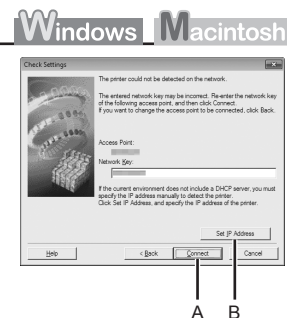 Windows Macintosh
Check Settings
The printer could not be detected on the network.
The entered network key may be incorrect. Re-enter the network key
of the following access point, and then click Connect.
If you want to change the access point to be connected, click Back.
Access Point:
Network Key:
If the current environment does not include a DHCP server, you must
specify the IP address manually to detect the printer.
Click Set IP Address, and specify the IP address of the printer.
Set IP Address
Help < Back Connect Cancel
A B